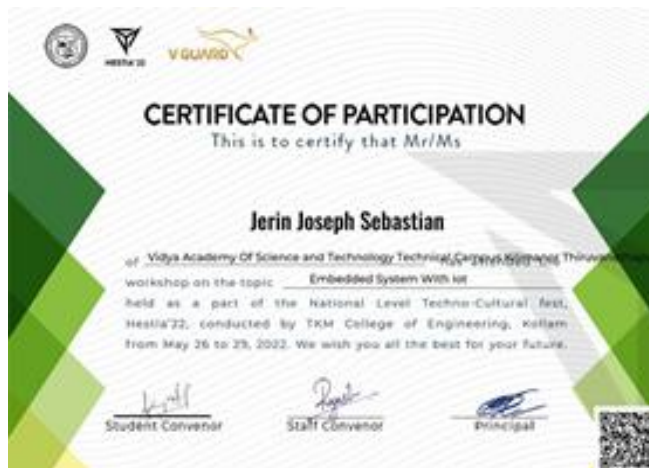 HESTIA'22
V GUARD
CERTIFICATE OF PARTICIPATION
This is to certify that Mr/Ms
Jerin Joseph Sebastian
of Vidya Academy Of Science and Technology Technical Campus Kilimanoor
workshop on the topic Embedded System With Iot
held as a part of the National Level Techno-Cultural fest,
Hestia'22, conducted by TKM College of Engineering, Kollam
from May 26 to 29, 2022. We wish you all the best for your future.
Student Convenor
Staff Convenor
Principal